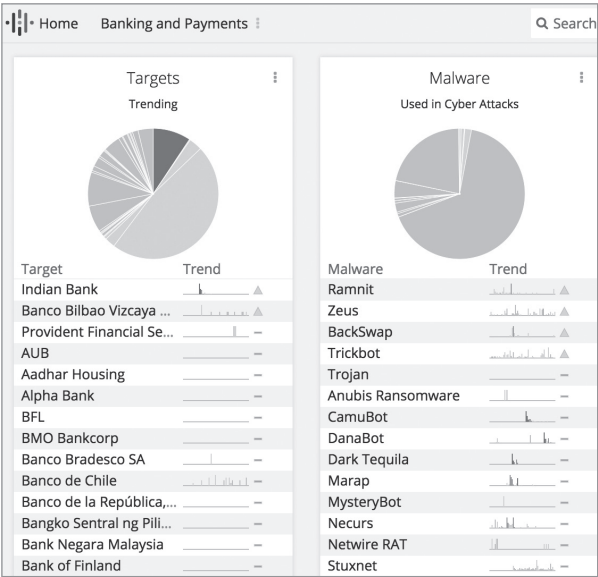 Home Banking and Payments
Search
Targets
Trending
Target Trend
Indian Bank
Banco Bilbao Vizcaya ...
Provident Financial Se...
AUB
Aadhar Housing
Alpha Bank
BFL
BMO Bankcorp
Banco Bradesco SA
Banco de Chile
Banco de la República,...
Bangko Sentral ng Pili...
Bank Negara Malaysia
Bank of Finland
Malware
Used in Cyber Attacks
Malware Trend
Ramnit
Zeus
BackSwap
Trickbot
Trojan
Anubis Ransomware
CamuBot
DanaBot
Dark Tequila
Marap
MysteryBot
Necurs
Netwire RAT
Stuxnet